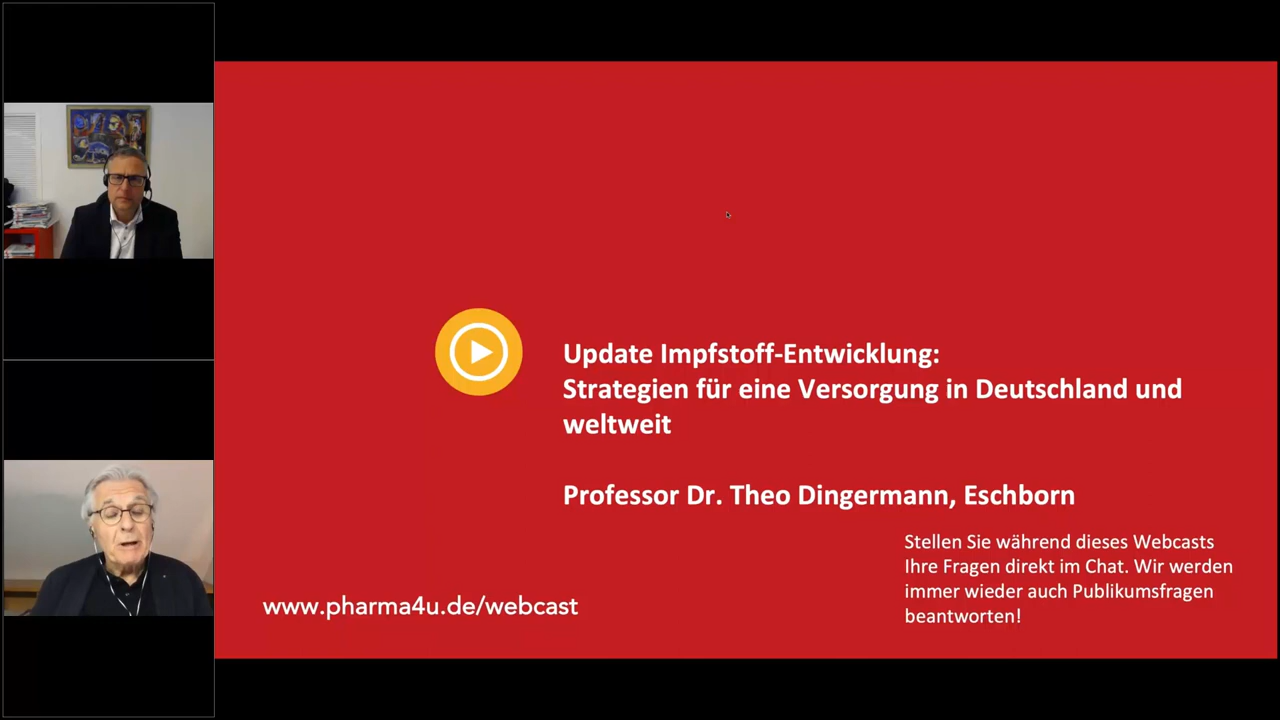 Update Impfstoff-Entwicklung:
Strategien für eine Versorgung in Deutschland und
weltweit
Professor Dr. Theo Dingermann, Eschborn
Stellen Sie während dieses Webcasts
Ihre Fragen direkt im Chat. Wir werden
immer wieder auch Publikumsfragen
beantworten!
www.pharma4u.de/webcast